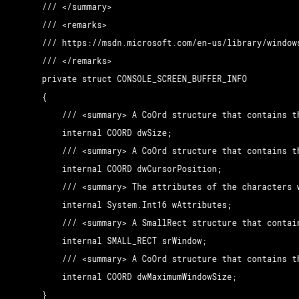 /// </summary>
/// <remarks>
/// https://msdn.microsoft.com/en-us/library/windows
/// </remarks>
private struct CONSOLE_SCREEN_BUFFER_INFO
{
/// <summary> A CoOrd structure that contains th
internal COORD dwSize;
/// <summary> A CoOrd structure that contains th
internal COORD dwCursorPosition;
/// <summary> The attributes of the characters w
internal System.Int16 wAttributes;
/// <summary> A SmallRect structure that contain
internal SMALL_RECT srWindow;
/// <summary> A CoOrd structure that contains th
internal COORD dwMaximumWindowSize;
}